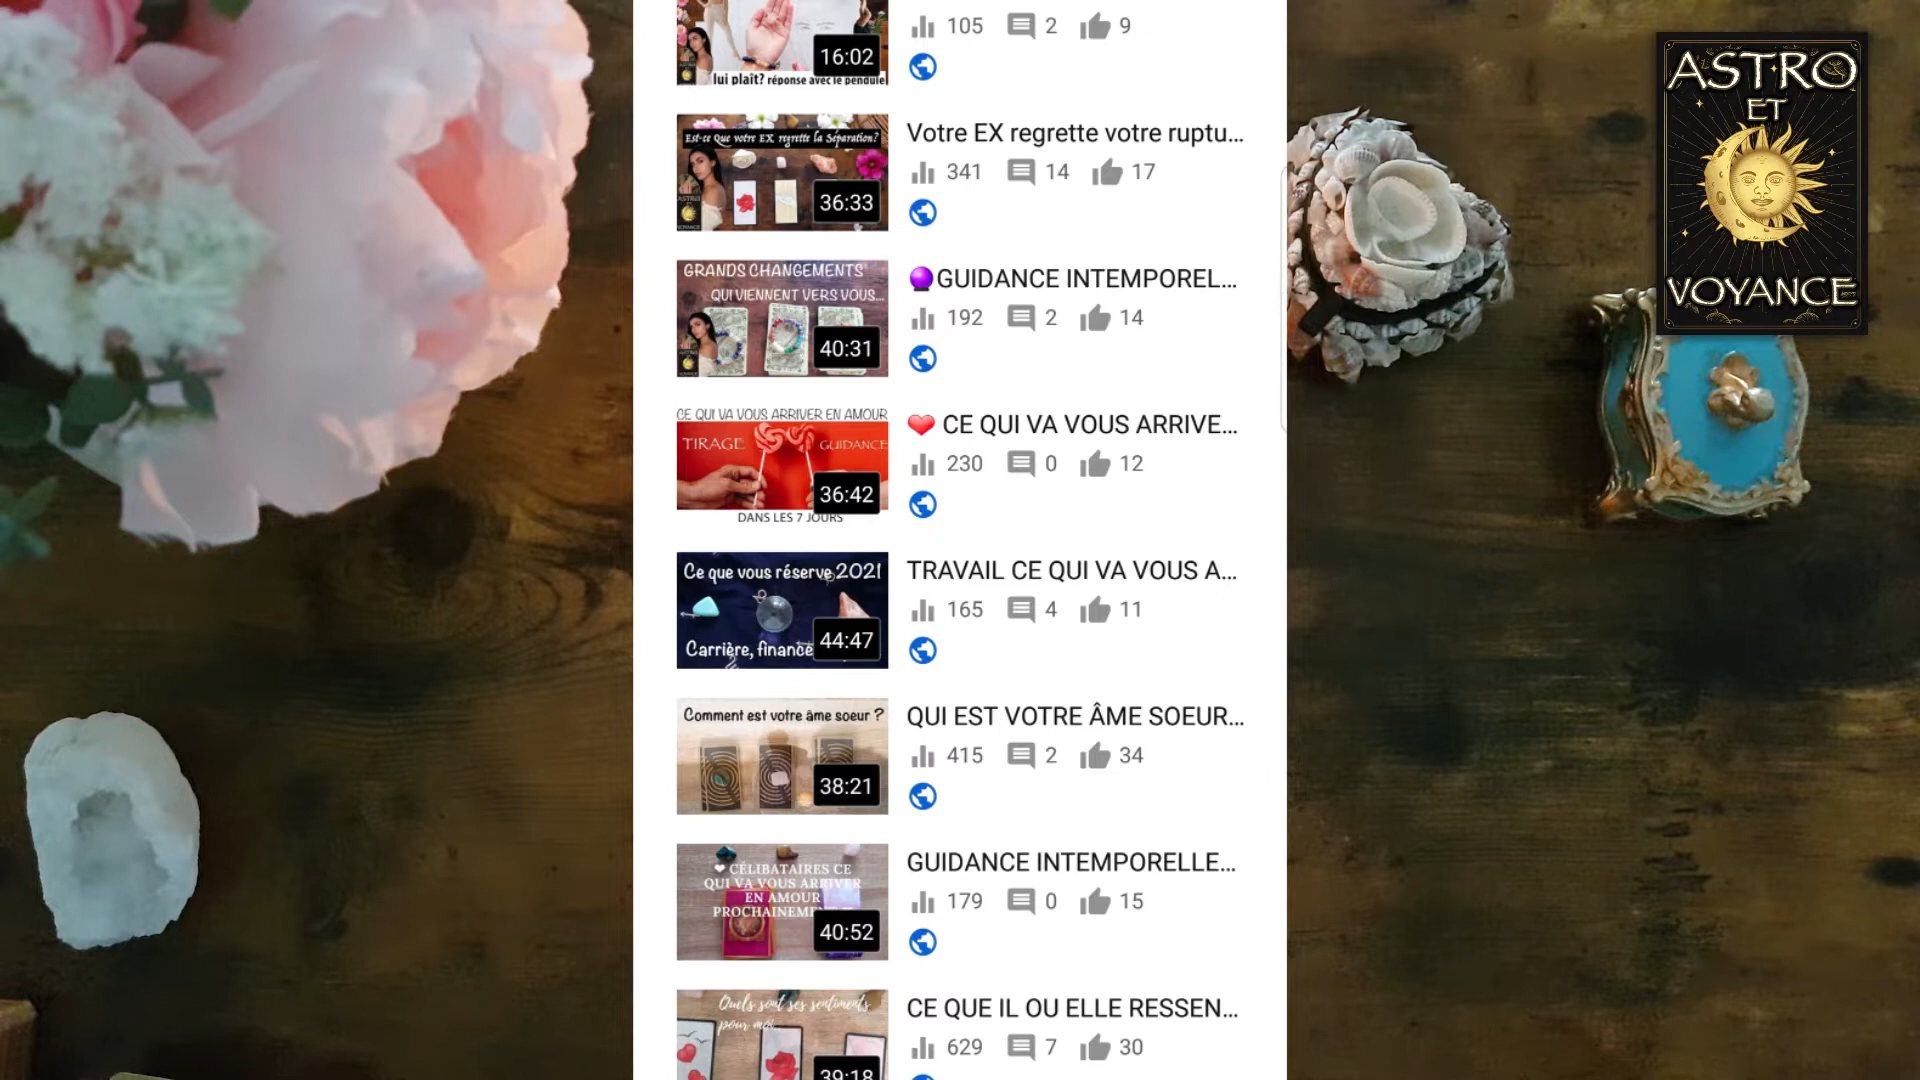 lui plaît? réponse avec le pendule
16:02
105 2 9
Est-ce Que votre EX regrette la Séparation?
36:33
Votre EX regrette votre ruptu...
341 14 17
GRANDS CHANGEMENTS
QUI VIENNENT VERS VOUS...
40:31
GUIDANCE INTEMPOREL...
192 2 14
CE QUI VA VOUS ARRIVER EN AMOUR
TIRAGE GUIDANCE
36:42
DANS LES 7 JOURS
CE QUI VA VOUS ARRIVE...
230 0 12
Ce que vous réserve 2021
Carrière, finance
44:47
TRAVAIL CE QUI VA VOUS A...
165 4 11
Comment est votre âme soeur ?
38:21
QUI EST VOTRE ÂME SOEUR...
415 2 34
CÉLIBATAIRES CE
QUI VA VOUS ARRIVER
EN AMOUR
PROCHAINEME
40:52
GUIDANCE INTEMPORELLE...
179 0 15
Quels sont ses sentiments
pour moi
39:18
CE QUE IL OU ELLE RESSEN...
629 7 30
ASTRO
ET
VOYANCE